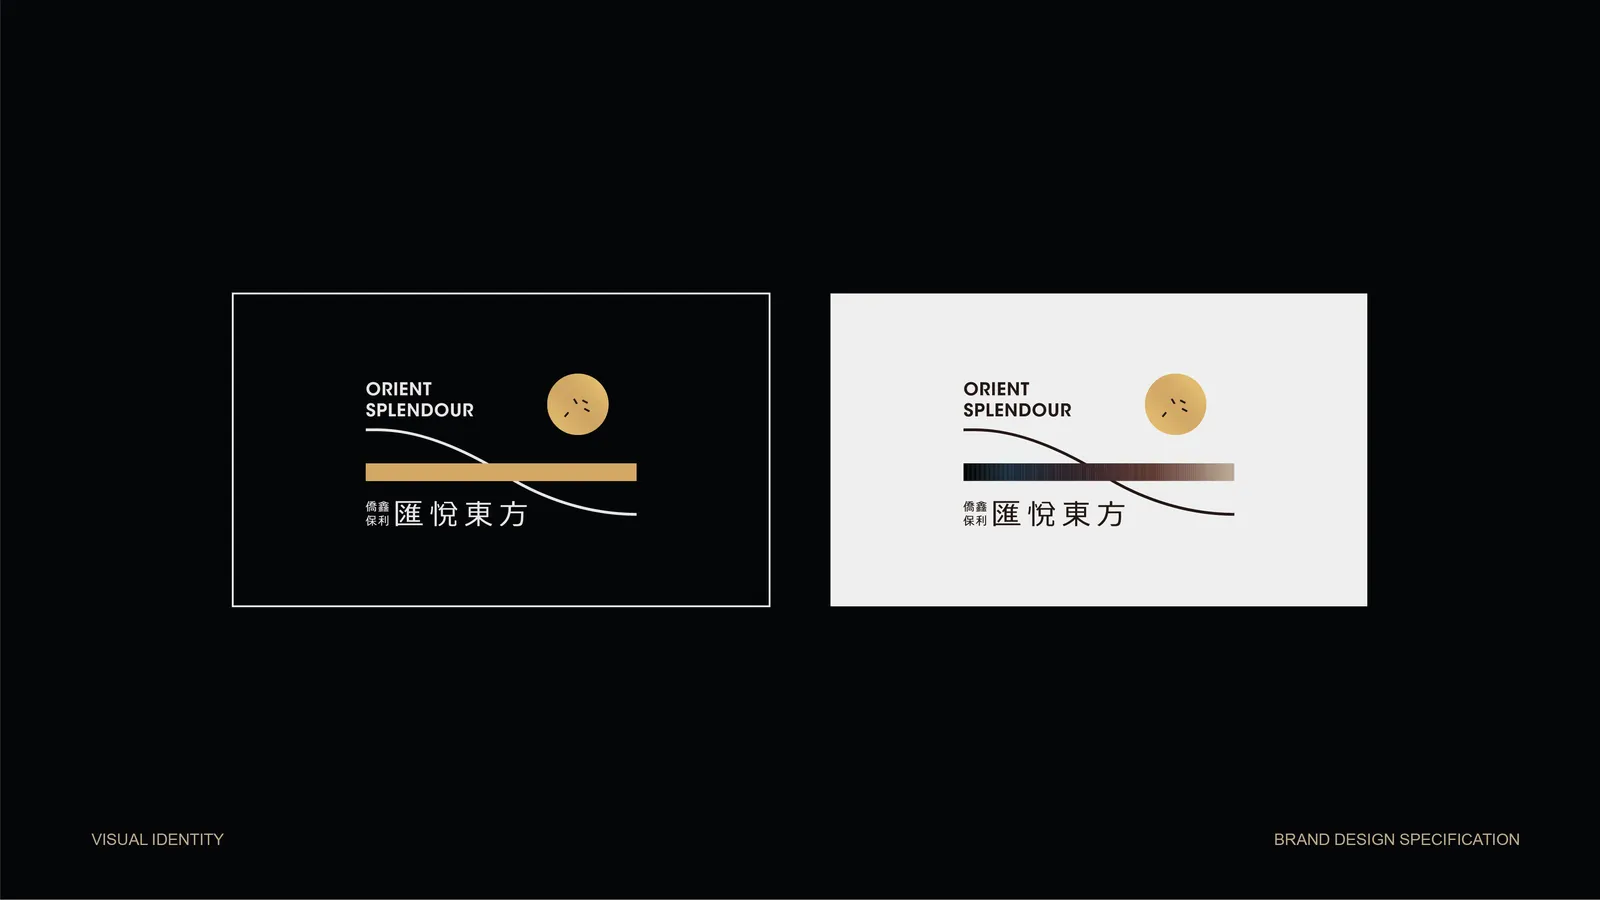 ORIENT
SPLENDOUR
僑鑫
保利
匯悅東方
ORIENT
SPLENDOUR
僑鑫
保利
匯悅東方
VISUAL IDENTITY
BRAND DESIGN SPECIFICATION